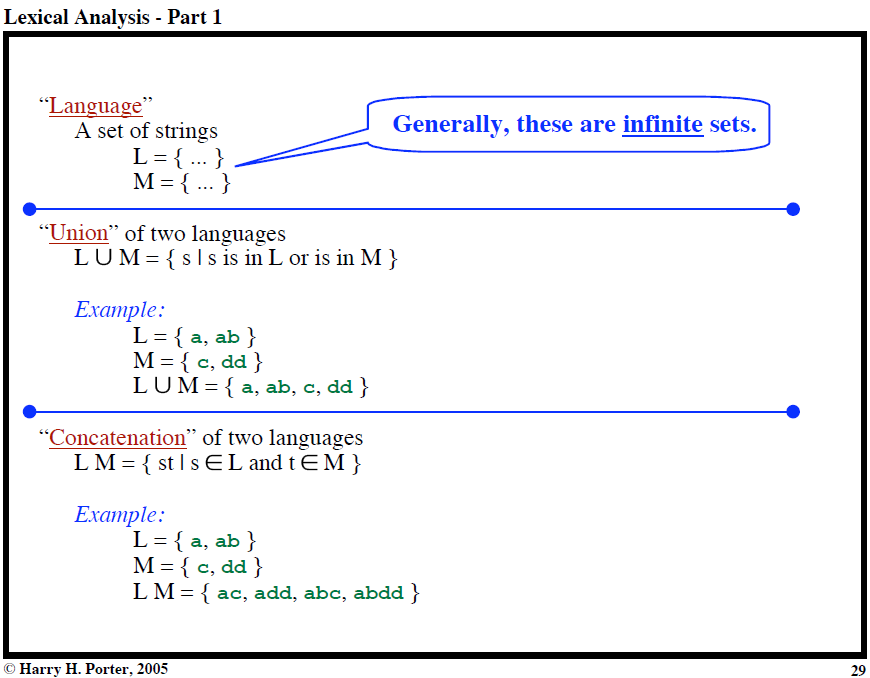 Lexical Analysis - Part 1
“Language”
A set of strings
L = { ... }
M = { ... }
Generally, these are infinite sets.
“Union” of two languages
L ∪ M = { s | s is in L or is in M }
Example:
L = { a, ab }
M = { c, dd }
L ∪ M = { a, ab, c, dd }
“Concatenation” of two languages
L M = { st | s ∈ L and t ∈ M }
Example:
L = { a, ab }
M = { c, dd }
L M = { ac, add, abc, abdd }
© Harry H. Porter, 2005
29